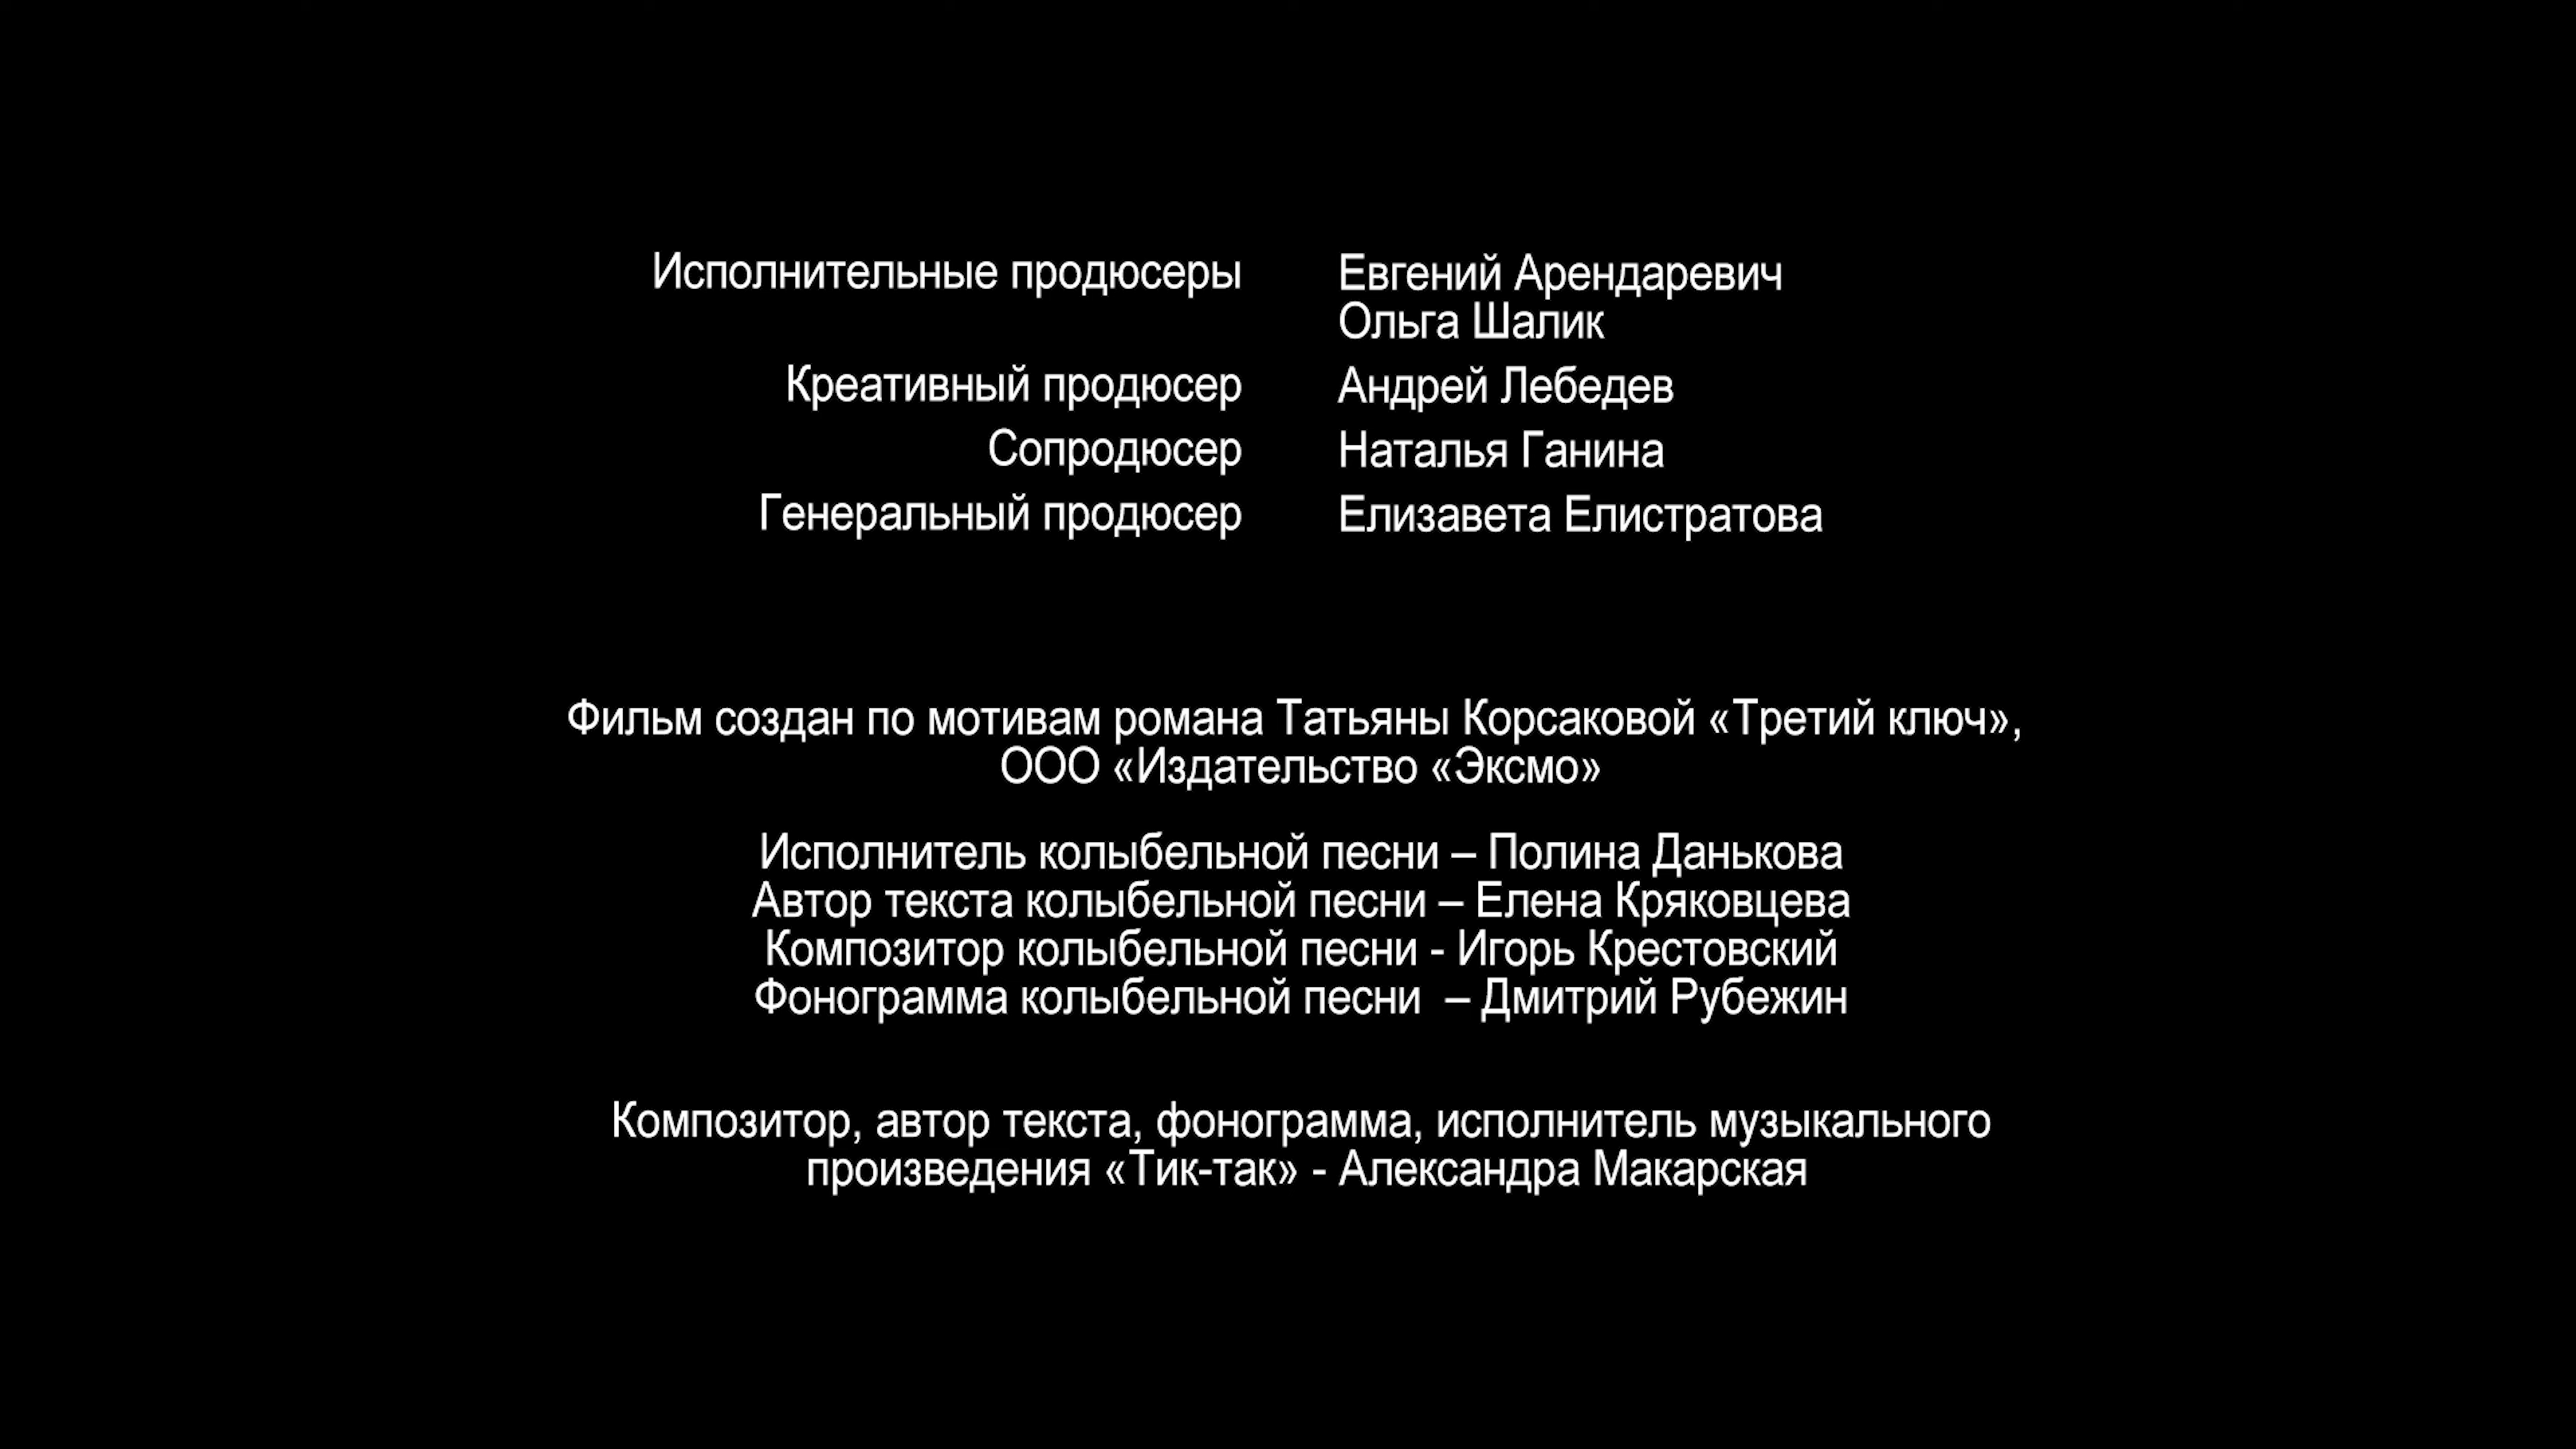 Исполнительные продюсеры Евгений Арендаревич
Ольга Шалик
Креативный продюсер Андрей Лебедев
Сопродюсер Наталья Ганина
Генеральный продюсер Елизавета Елистратова
Фильм создан по мотивам романа Татьяны Корсаковой «Третий ключ»,
ООО «Издательство «Эксмо»
Исполнитель колыбельной песни – Полина Данькова
Автор текста колыбельной песни – Елена Кряковцева
Композитор колыбельной песни - Игорь Крестовский
Фонограмма колыбельной песни  – Дмитрий Рубежин
Композитор, автор текста, фонограмма, исполнитель музыкального
произведения «Тик-так» - Александра Макарская